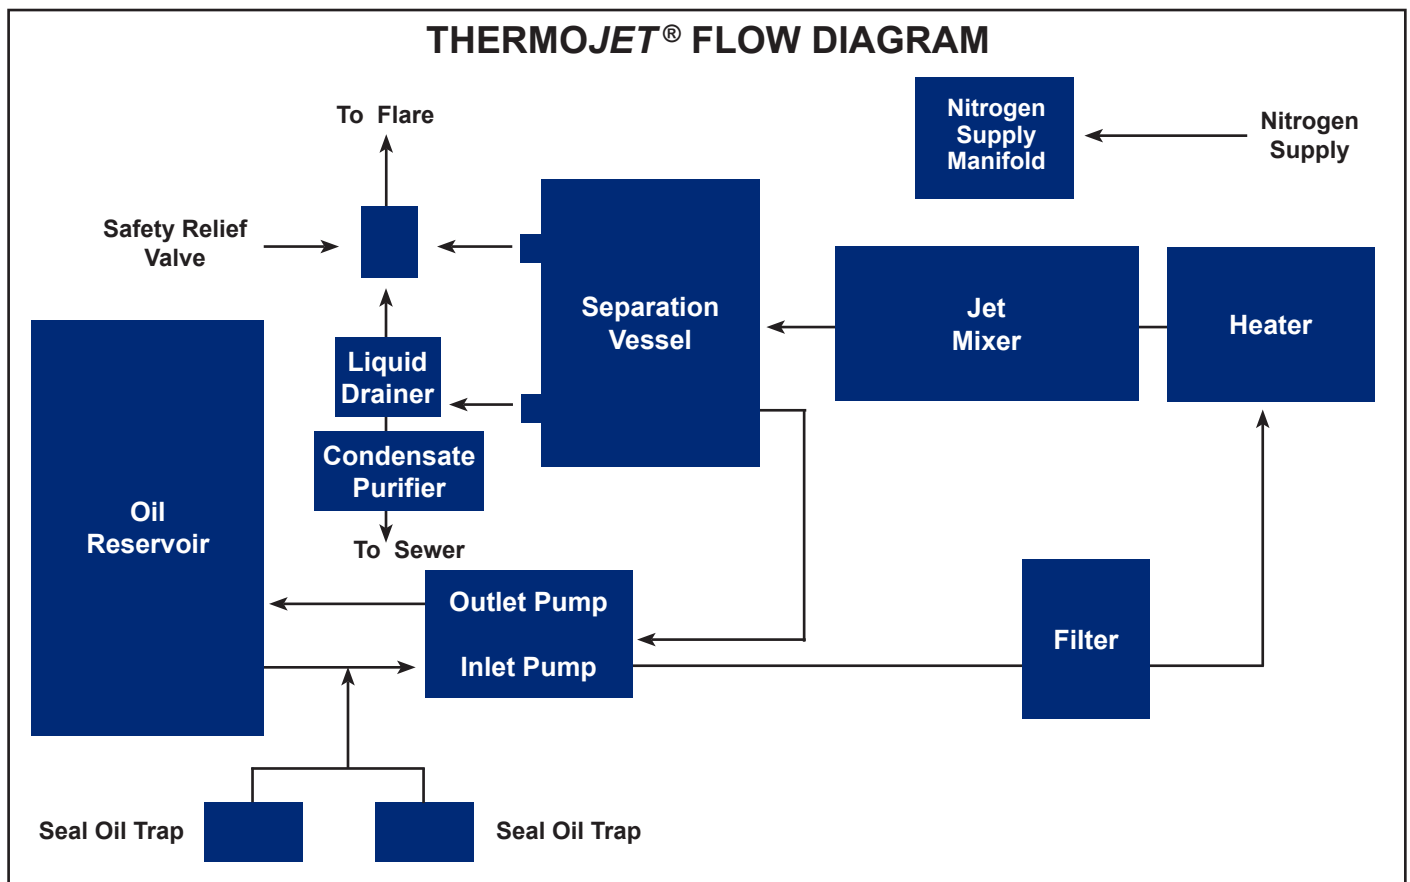 THERMOJET® FLOW DIAGRAM
To Flare
Nitrogen
Supply
Manifold
Nitrogen
Supply
Safety Relief
Valve
Separation
Vessel
Jet
Mixer
Heater
Liquid
Drainer
Condensate
Purifier
Oil
Reservoir
To Sewer
Outlet Pump
Inlet Pump
Filter
Seal Oil Trap
Seal Oil Trap